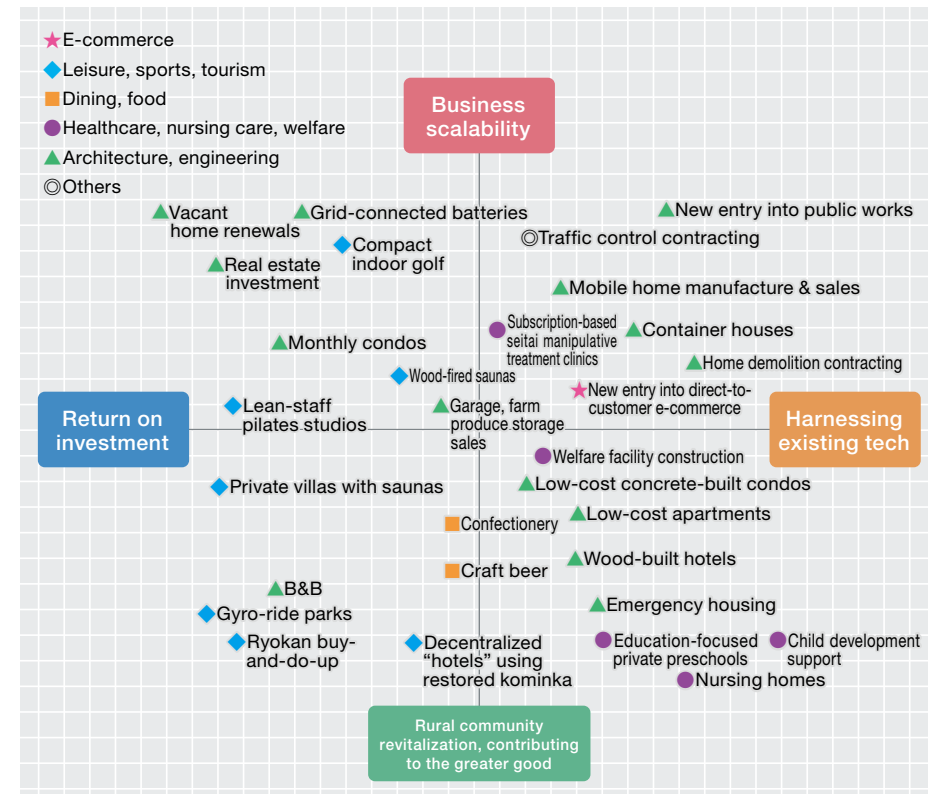 E-commerce
Leisure, sports, tourism
Dining, food
Healthcare, nursing care, welfare
Architecture, engineering
Others
Business
scalability
Vacant
home renewals
Grid-connected batteries
New entry into public works
Compact
indoor golf
Traffic control contracting
Real estate
investment
Mobile home manufacture & sales
Subscription-based
seitai manipulative
treatment clinics
Container houses
Monthly condos
Home demolition contracting
Wood-fired saunas
New entry into direct-to-
customer e-commerce
Return on
investment
Lean-staff
pilates studios
Garage, farm
produce storage
sales
Harnessing
existing tech
Welfare facility construction
Private villas with saunas
Low-cost concrete-built condos
Confectionery
Low-cost apartments
Craft beer
Wood-built hotels
B&B
Emergency housing
Gyro-ride parks
Ryokan buy-
and-do-up
Decentralized
“hotels” using
restored kominka
Education-focused
private preschools
Child development
support
Nursing homes
Rural community
revitalization, contributing
to the greater good